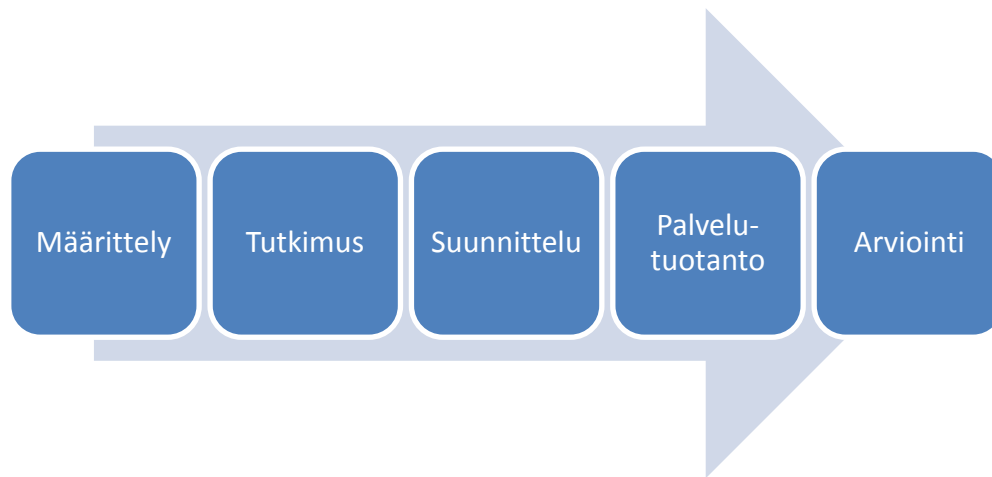 Määrittely
Tutkimus
Suunnittelu
Palvelu-
tuotanto
Arviointi